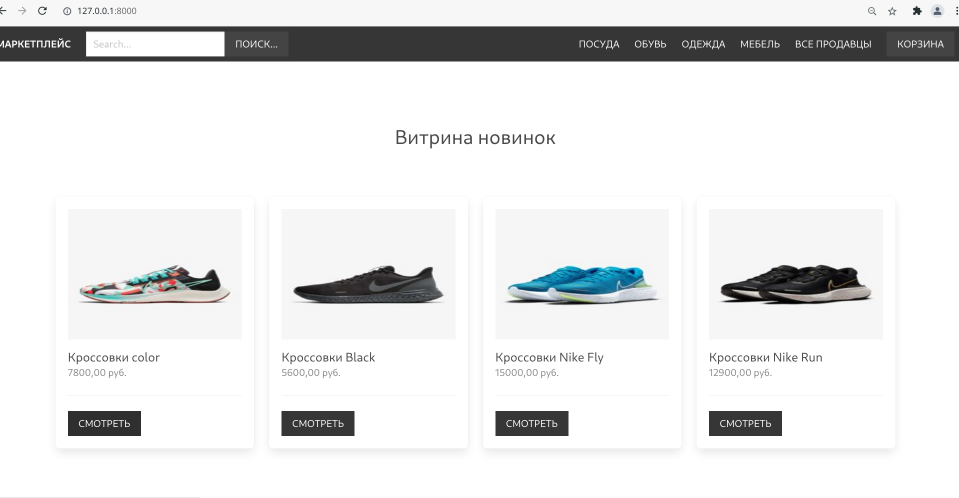 127.0.0.1:8000
МАРКЕТПЛЕЙС Search... ПОИСК... ПОСУДА ОБУВЬ ОДЕЖДА МЕБЕЛЬ ВСЕ ПРОДАВЦЫ КОРЗИНА
Витрина новинок
Кроссовки color Кроссовки Black Кроссовки Nike Fly Кроссовки Nike Run
7800,00 руб. 5600,00 руб. 15000,00 руб. 12900,00 руб.
СМОТРЕТЬ СМОТРЕТЬ СМОТРЕТЬ СМОТРЕТЬ